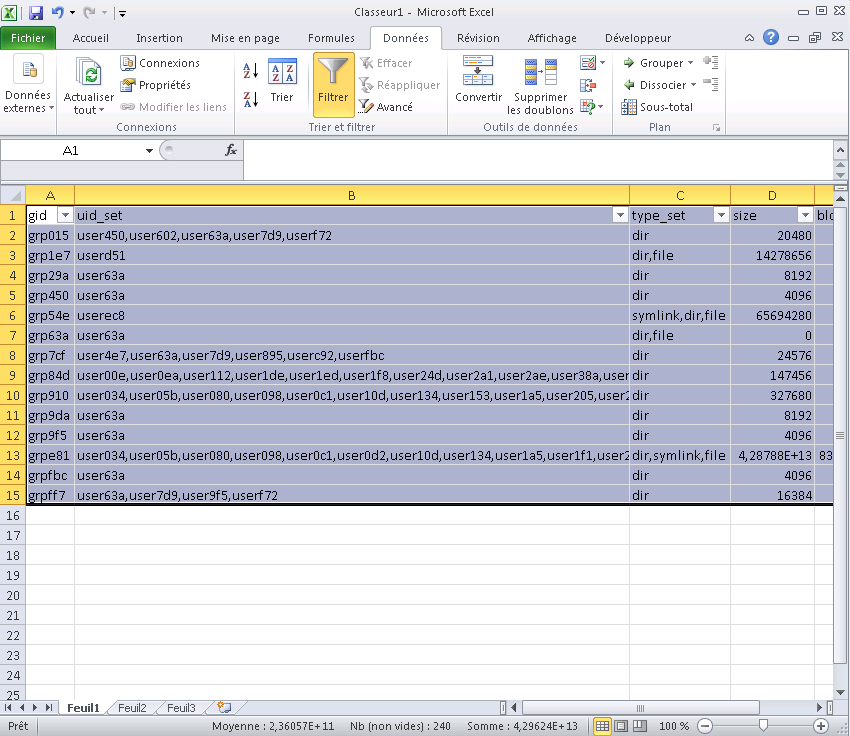 Classeur1 - Microsoft Excel
Fichier Accueil Insertion Mise en page Formules Données Révision Affichage Développeur
Données externes
Actualiser tout
Connexions
Propriétés
Modifier les liens
Connexions
Trier
Filtrer
Effacer
Réappliquer
Avancé
Trier et filtrer
Convertir
Supprimer les doublons
Outils de données
Grouper
Dissocier
Sous-total
Plan
A1 fx
A B C D
1 gid uid_set type_set size blo
2 grp015 user450,user602,user63a,user7d9,userf72 dir 20480
3 grp1e7 userd51 dir,file 14278656
4 grp29a user63a dir 8192
5 grp450 user63a dir 4096
6 grp54e userec8 symlink,dir,file 65694280
7 grp63a user63a dir,file 0
8 grp7cf user4e7,user63a,user7d9,user895,userc92,userfbc dir 24576
9 grp84d user00e,user0ea,user112,user1de,user1ed,user1f8,user24d,user2a1,user2ae,user38a,user dir 147456
10 grp910 user034,user05b,user080,user098,user0c1,user10d,user134,user153,user1a5,user205,user2 dir 327680
11 grp9da user63a dir 8192
12 grp9f5 user63a dir 4096
13 grpe81 user034,user05b,user080,user098,user0c1,user0d2,user10d,user134,user1a5,user1f1,user2 dir,symlink,file 4,28788E+13 83
14 grpfbc user63a dir 4096
15 grpff7 user63a,user7d9,user9f5,userf72 dir 16384
16
17
18
19
20
21
22
23
24
25
Feuil1 Feuil2 Feuil3
Prêt Moyenne : 2,36057E+11 Nb (non vides) : 240 Somme : 4,29624E+13 100 %